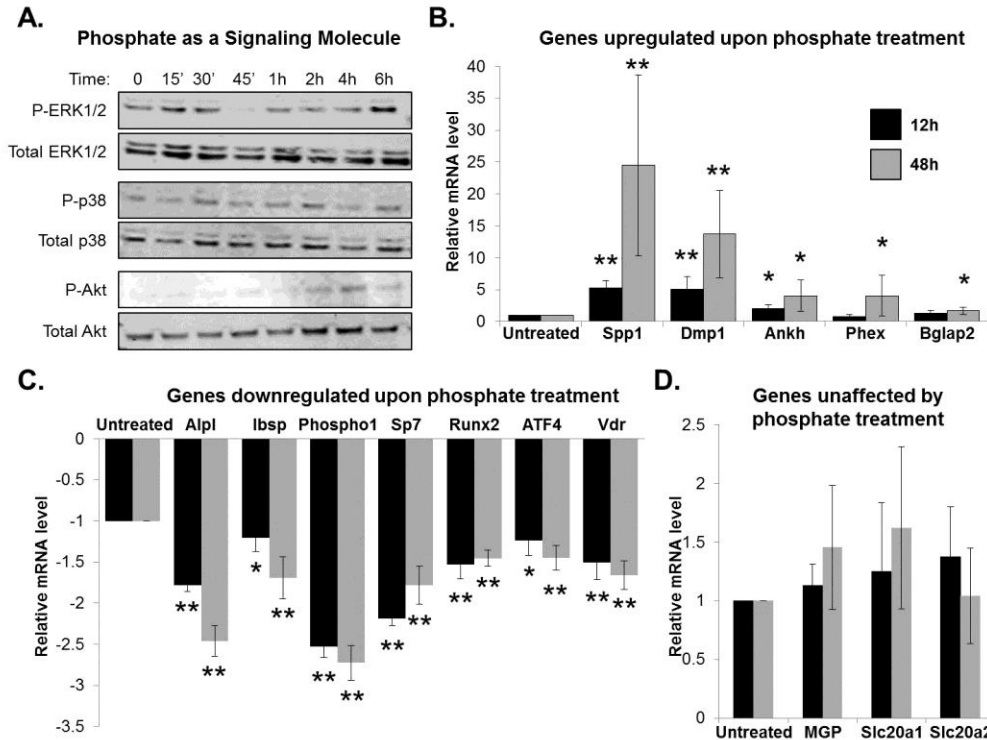 A.
Phosphate as a Signaling Molecule
Time: 0 15' 30' 45' 1h 2h 4h 6h
P-ERK1/2
Total ERK1/2
P-p38
Total p38
P-Akt
Total Akt
B.
Genes upregulated upon phosphate treatment
Relative mRNA level
40
35
30
25
20
15
10
5
0
** ** ** ** * * * *
12h
48h
Untreated Spp1 Dmp1 Ankh Phex Bglap2
C.
Genes downregulated upon phosphate treatment
Untreated Alpl Ibsp Phospho1 Sp7 Runx2 ATF4 Vdr
Relative mRNA level
0
-0.5
-1
-1.5
-2
-2.5
-3
-3.5
** ** * ** ** ** ** ** ** ** * ** ** **
D.
Genes unaffected by
phosphate treatment
Relative mRNA level
2.5
2
1.5
1
0.5
0
Untreated MGP Slc20a1 Slc20a2